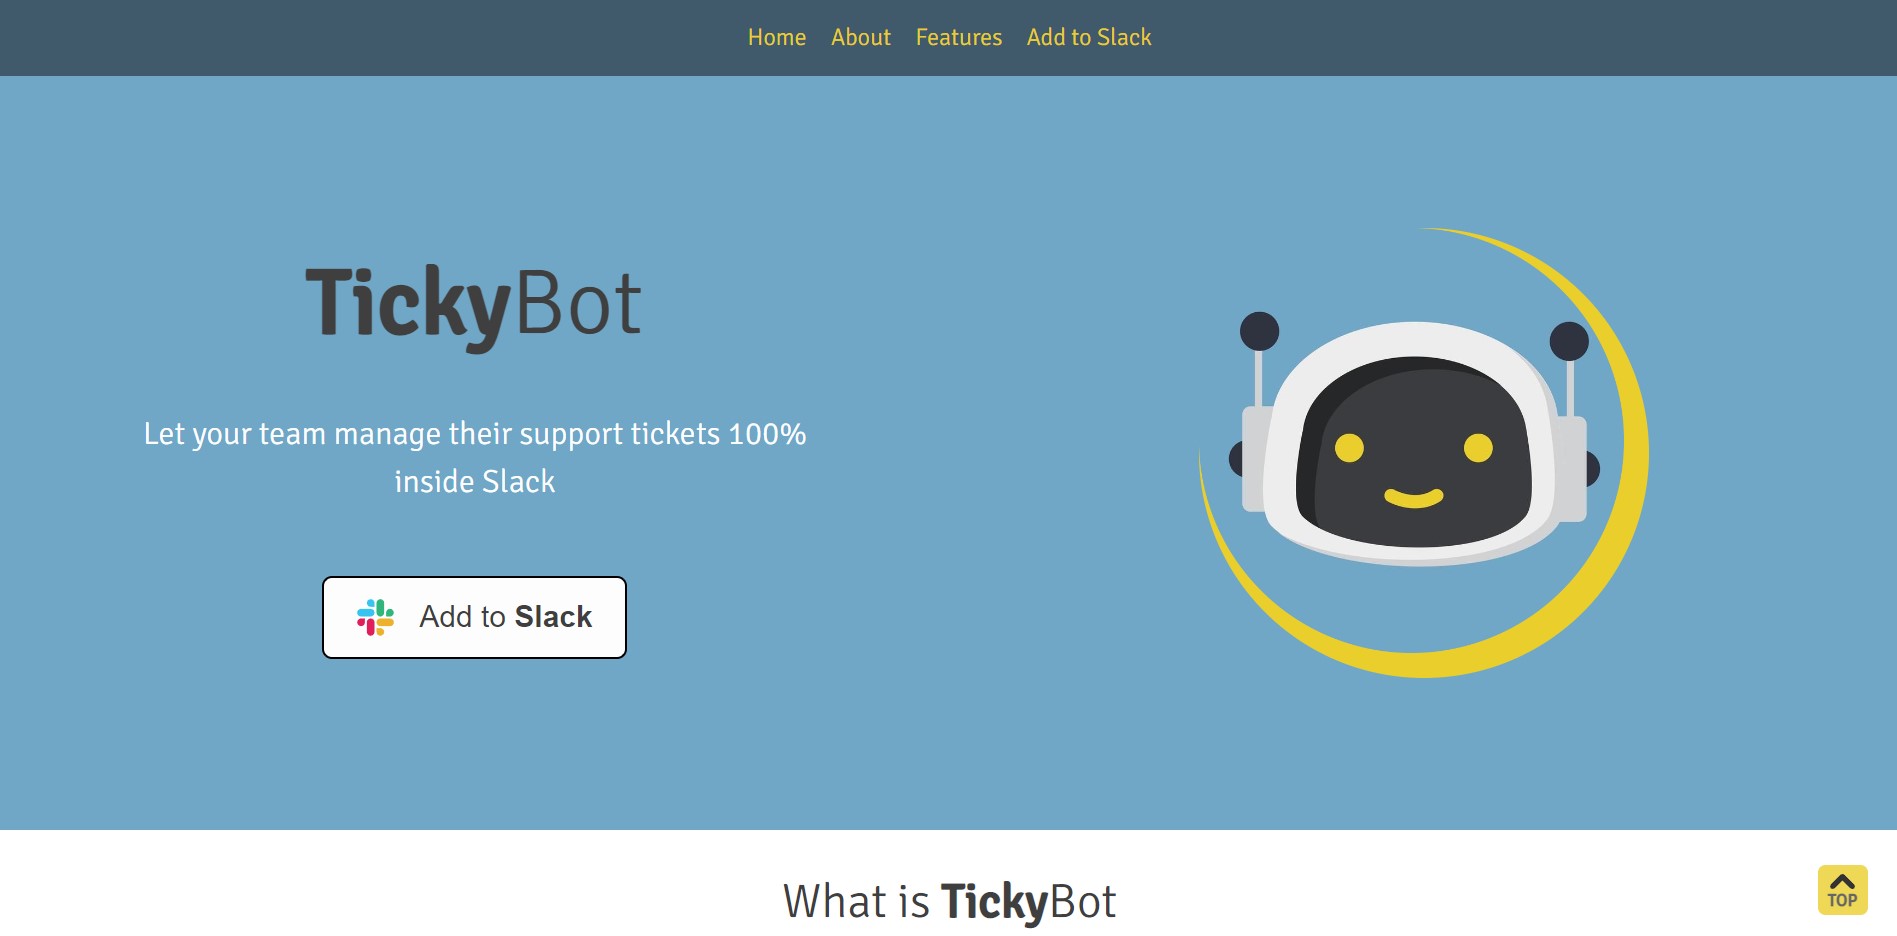 Home About Features Add to Slack
TickyBot
Let your team manage their support tickets 100%
inside Slack
Add to Slack
What is TickyBot
TOP